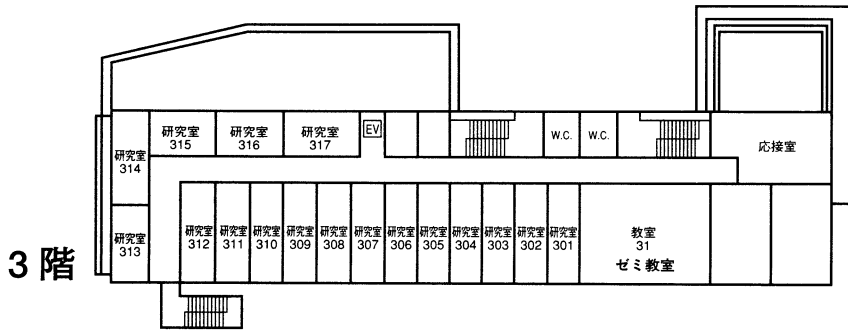 研究室
315
研究室
316
研究室
317
EV
W.C.
W.C.
応接室
研究室
314
研究室
313
研究室
312
研究室
311
研究室
310
研究室
309
研究室
308
研究室
307
研究室
306
研究室
305
研究室
304
研究室
303
研究室
302
研究室
301
教室
31
ゼミ教室
3階